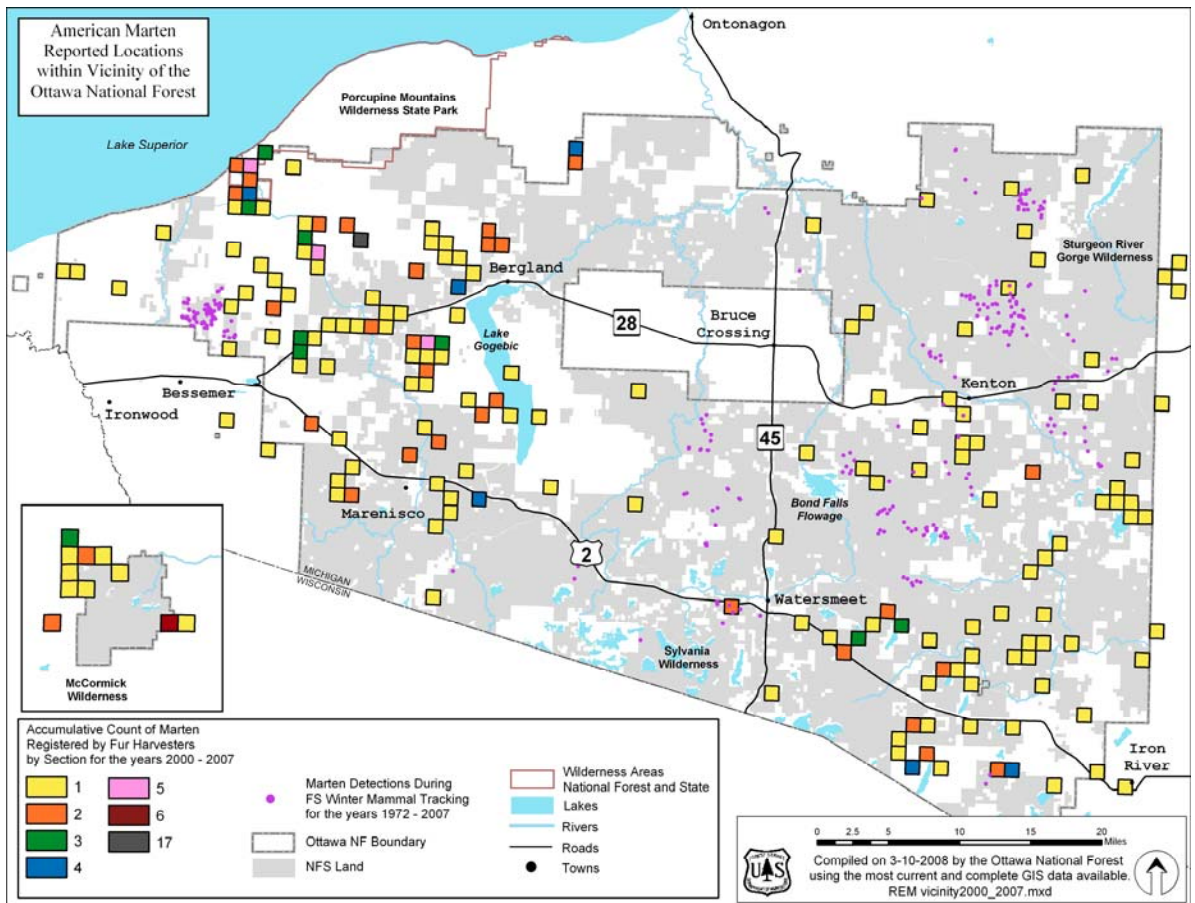 American Marten
Reported Locations
within Vicinity of the
Ottawa National Forest
Ontonagon
Porcupine Mountains
Wilderness State Park
Lake Superior
Sturgeon River
Gorge Wilderness
Bergland
28
Bruce
Crossing
Lake
Gogebic
Bessemer
Ironwood
Kenton
45
Marenisco
Bond Falls
Flowage
2
MICHIGAN
WISCONSIN
Watersmeet
Sylvania
Wilderness
McCormick
Wilderness
Iron
River
Accumulative Count of Marten
Registered by Fur Harvesters
by Section for the years 2000 - 2007
1
2
3
4
5
6
17
Marten Detections During
FS Winter Mammal Tracking
for the years 1972 - 2007
Ottawa NF Boundary
NFS Land
Wilderness Areas
National Forest and State
Lakes
Rivers
Roads
Towns
0 2.5 5 10 15 20
Miles
U S
Compiled on 3-10-2008 by the Ottawa National Forest
using the most current and complete GIS data available.
REM vicinity2000_2007.mxd